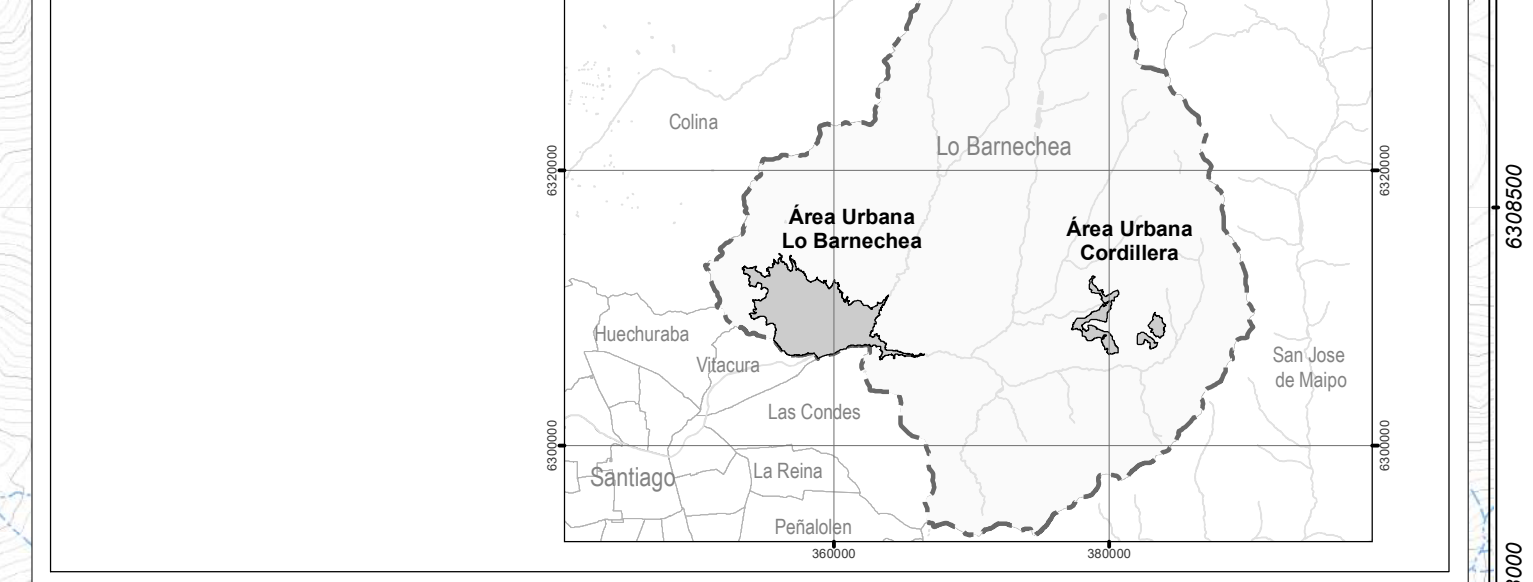 Colina
Lo Barnechea
6320000
6320000
6308500
Área Urbana
Lo Barnechea
Área Urbana
Cordillera
Huechuraba
Vitacura
San Jose
de Maipo
Las Condes
6300000
6300000
Santiago
La Reina
Peñalolen
360000
380000